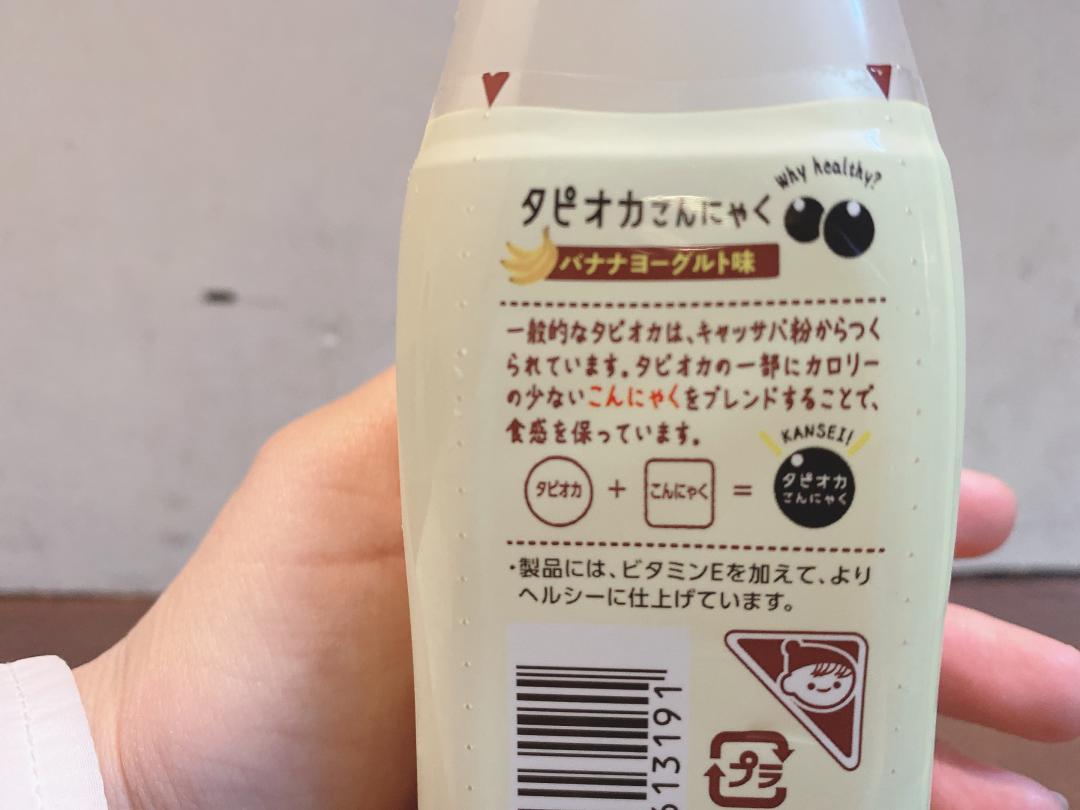 why healthy?
タピオカこんにゃく
バナナヨーグルト味
一般的なタピオカは、キャッサバ粉からつく
られています。タピオカの一部にカロリー
の少ないこんにゃくをブレンドすることで、
食感を保っています。
KANSEI!
タピオカ + こんにゃく = タピオカ
こんにゃく
・製品には、ビタミンEを加えて、より
ヘルシーに仕上げています。
613191
プラ